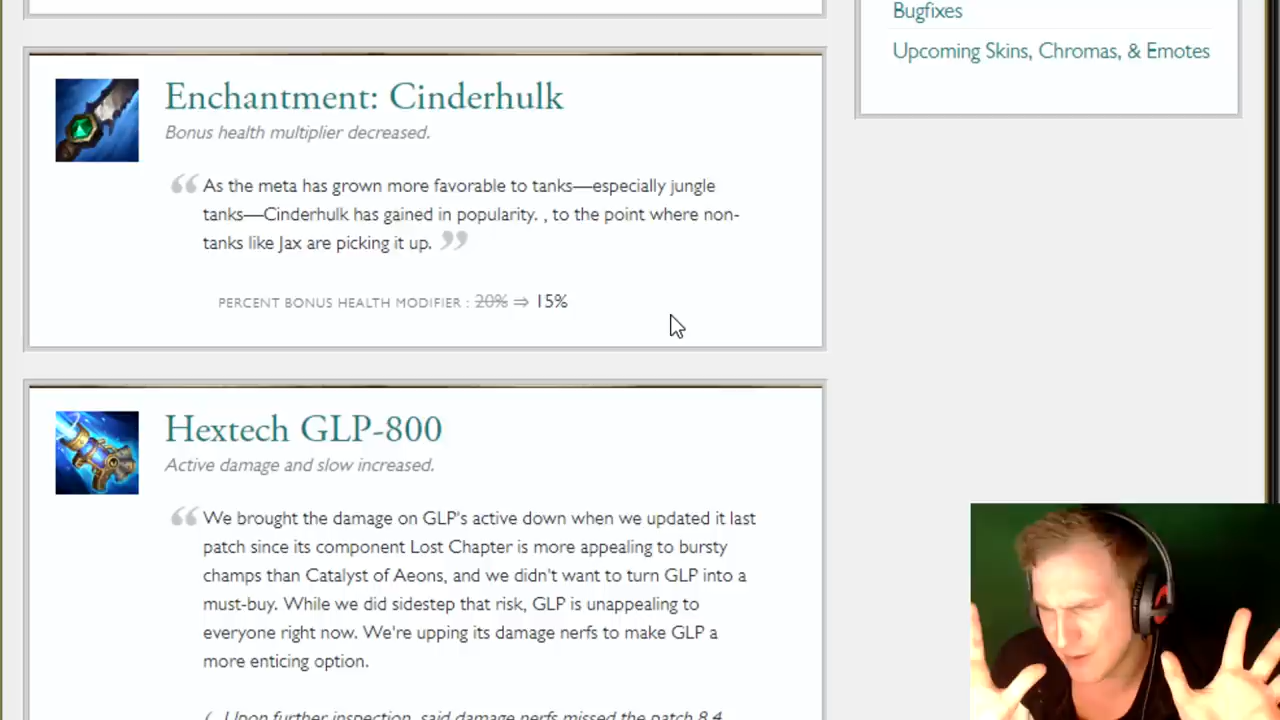 Bugfixes
Upcoming Skins, Chromas, & Emotes
Enchantment: Cinderhulk
Bonus health multiplier decreased.
“ As the meta has grown more favorable to tanks—especially jungle
tanks—Cinderhulk has gained in popularity. , to the point where non-
tanks like Jax are picking it up. ”
PERCENT BONUS HEALTH MODIFIER : 20% ⇒ 15%
Hextech GLP-800
Active damage and slow increased.
“ We brought the damage on GLP's active down when we updated it last
patch since its component Lost Chapter is more appealing to bursty
champs than Catalyst of Aeons, and we didn't want to turn GLP into a
must-buy. While we did sidestep that risk, GLP is unappealing to
everyone right now. We're upping its damage nerfs to make GLP a
more enticing option.
(...Upon further inspection, said damage nerfs missed the patch 8.4